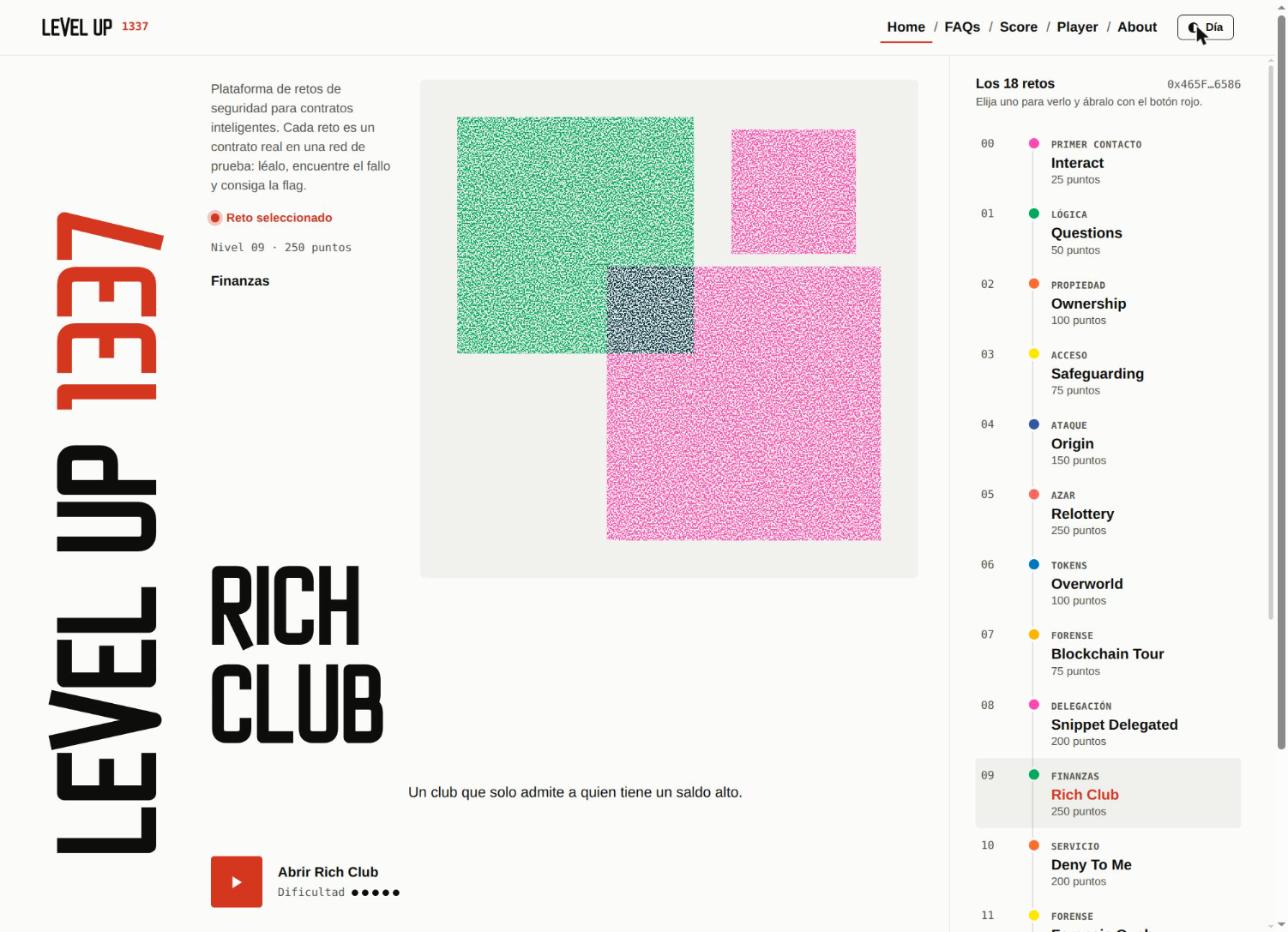 LEVEL UP 1337
Home / FAQs / Score / Player / About
Día
LEVEL UP 1337
Plataforma de retos de
seguridad para contratos
inteligentes. Cada reto es un
contrato real en una red de
prueba: léalo, encuentre el fallo
y consiga la flag.
Reto seleccionado
Nivel 09 · 250 puntos
Finanzas
RICH
CLUB
Un club que solo admite a quien tiene un saldo alto.
Abrir Rich Club
Dificultad
Los 18 retos 0x465F…6586
Elija uno para verlo y ábralo con el botón rojo.
00 PRIMER CONTACTO
Interact
25 puntos
01 LÓGICA
Questions
50 puntos
02 PROPIEDAD
Ownership
100 puntos
03 ACCESO
Safeguarding
75 puntos
04 ATAQUE
Origin
150 puntos
05 AZAR
Relottery
250 puntos
06 TOKENS
Overworld
100 puntos
07 FORENSE
Blockchain Tour
75 puntos
08 DELEGACIÓN
Snippet Delegated
200 puntos
09 FINANZAS
Rich Club
250 puntos
10 SERVICIO
Deny To Me
200 puntos
11 FORENSE